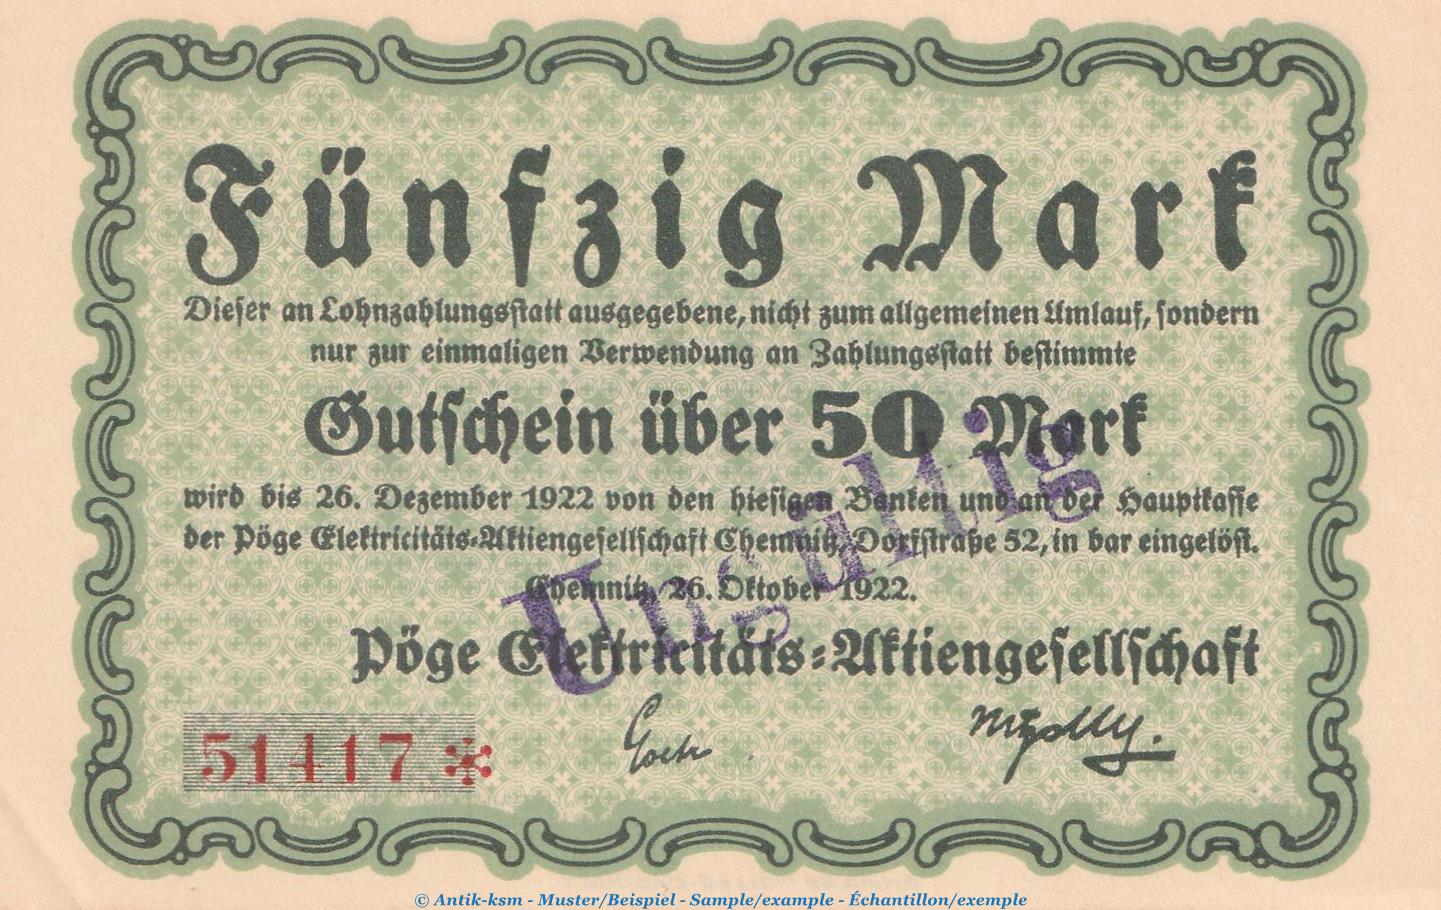 Fünfzig Mark
Dieser an Lohnzahlungsstatt ausgegebene, nicht zum allgemeinen Umlauf, sondern
nur zur einmaligen Verwendung an Zahlungsstatt bestimmte
Gutschein über 50 Mark
wird bis 26. Dezember 1922 von den hiesigen Banken und an der Hauptkasse
der Pöge Elektricitäts-Aktiengesellschaft Chemnitz, Dorfstraße 52, in bar eingelöst.
Chemnitz, 26. Oktober 1922.
Ungültig
Pöge Elektricitäts-Aktiengesellschaft
51417 *
© Antik-ksm - Muster/Beispiel - Sample/example - Échantillon/exemple